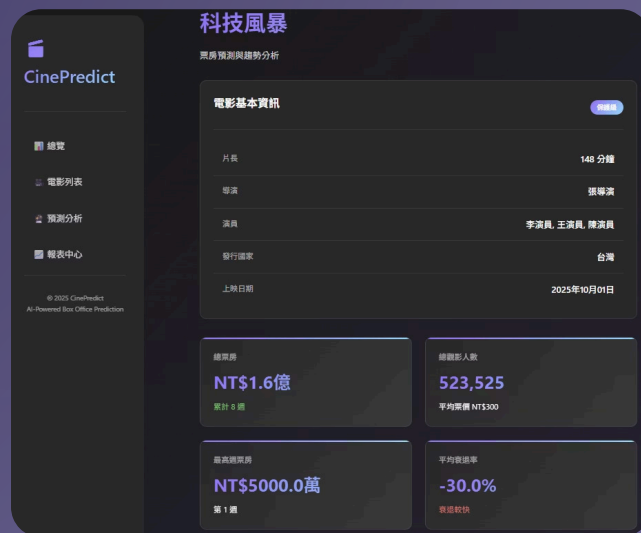 CinePredict
總覽
電影列表
預測分析
報表中心
© 2025 CinePredict
AI-Powered Box Office Prediction
科技風暴
票房預測與趨勢分析
電影基本資訊
保護級
片長
148 分鐘
導演
張導演
演員
李演員, 王演員, 陳演員
發行國家
台灣
上映日期
2025年10月01日
總票房
NT$1.6億
累計 8 週
總觀影人數
523,525
平均票價 NT$300
最高週票房
NT$5000.0萬
第 1 週
平均衰退率
-30.0%
衰退較快